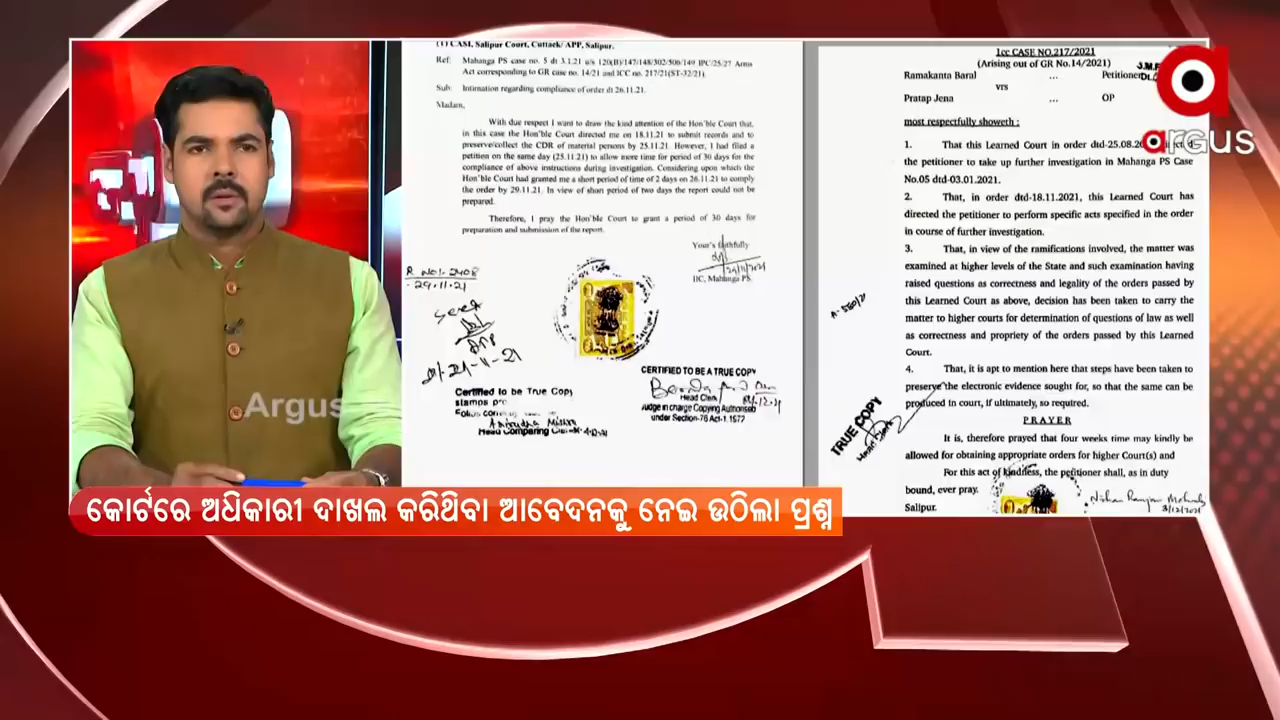 (1) CASI, Salipur Court, Cuttack/ APP, Salipur.
Ref: Mahanga PS case no. 5 dt 3.1.21 u/s 120(B)/147/148/302/506/149 IPC/25/27 Arms
Act corresponding to GR case no. 14/21 and ICC no. 217/21(ST-32/21).
Sub: Intimation regarding compliance of order dt 26.11.21.
Madam,
With due respect I want to draw the kind attention of the Hon'ble Court that,
in this case the Hon'ble Court directed me on 18.11.21 to submit records and to
preserve/collect the CDR of material persons by 25.11.21. However, I had filed a
petition on the same day (25.11.21) to allow more time for period of 30 days for the
compliance of above instructions during investigation. Considering upon which the
Hon'ble Court had granted me a short period of time of 2 days on 26.11.21 to comply
the order by 29.11.21. In view of short period of two days the report could not be
prepared.
Therefore, I pray the Hon'ble Court to grant a period of 30 days for
preparation and submission of the report.
Your's faithfully
IIC, Mahanga PS.
R No!- 2408
29.11.21
Certified to be True Copy
stamps
Head Comparing
CERTIFIED TO BE A TRUE COPY
Head Clerk
Judge in charge Copying Authorised
under Section-76 Act-1, 1872
1cc CASE NO.217/2021
(Arising out of GR No.14/2021)
Ramakanta Baral ... Petitioner
vrs
Pratap Jena ... OP
most respectfully showeth :
1. That this Learned Court in order dtd-25.08.
the petitioner to take up further investigation in Mahanga PS Case
No.05 dtd-03.01.2021.
2. That, in order dtd-18.11.2021, this Learned Court has
directed the petitioner to perform specific acts specified in the order
in course of further investigation.
3. That, in view of the ramifications involved, the matter was
examined at higher levels of the State and such examination having
raised questions as correctness and legality of the orders passed by
this Learned Court as above, decision has been taken to carry the
matter to higher courts for determination of questions of law as well
as correctness and propriety of the orders passed by this Learned
Court.
4. That, it is apt to mention here that steps have been taken to
preserve the electronic evidence sought for, so that the same can be
produced in court, if ultimately, so required.
PRAYER
It is, therefore prayed that four weeks time may kindly be
allowed for obtaining appropriate orders for higher Court(s) and
For this act of kindness, the petitioner shall, as in duty
bound, ever pray.
Salipur.
3/12/2021
TRUE COPY
argus
Argus
କୋର୍ଟରେ ଅଧିକାରୀ ଦାଖଲ କରିଥିବା ଆବେଦନକୁ ନେଇ ଉଠିଲା ପ୍ରଶ୍ନ